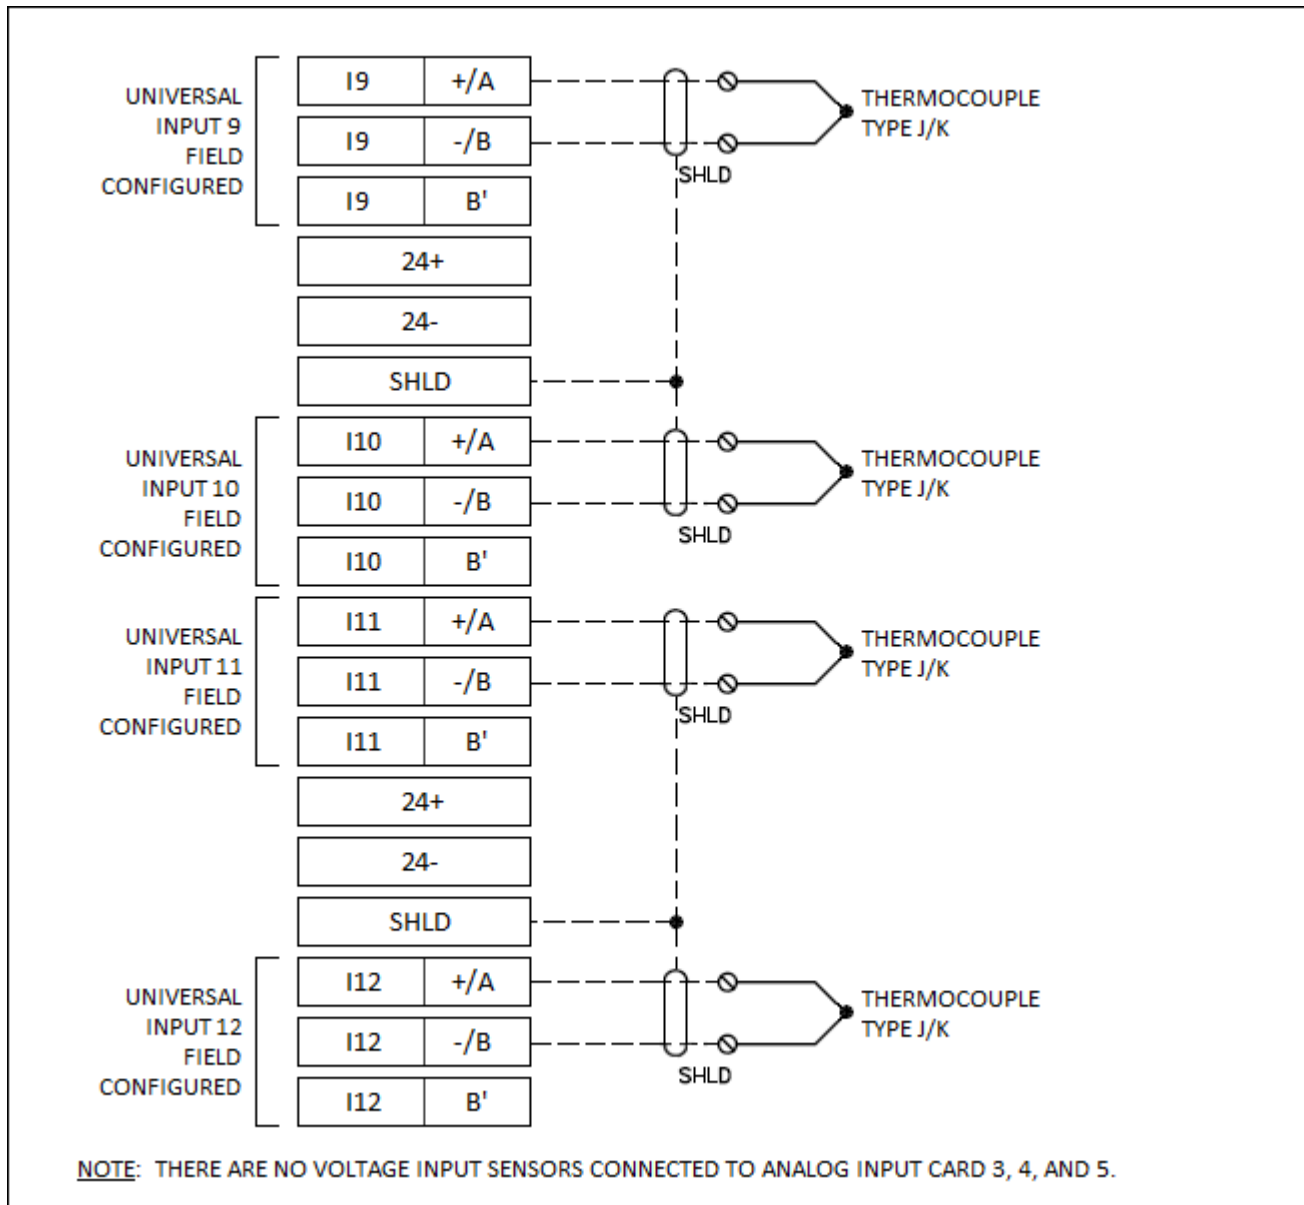 UNIVERSAL
INPUT 9
FIELD
CONFIGURED
I9 +/A
I9 -/B
I9 B'
SHLD
THERMOCOUPLE
TYPE J/K
24+
24-
SHLD
UNIVERSAL
INPUT 10
FIELD
CONFIGURED
I10 +/A
I10 -/B
I10 B'
SHLD
THERMOCOUPLE
TYPE J/K
UNIVERSAL
INPUT 11
FIELD
CONFIGURED
I11 +/A
I11 -/B
I11 B'
SHLD
THERMOCOUPLE
TYPE J/K
24+
24-
SHLD
UNIVERSAL
INPUT 12
FIELD
CONFIGURED
I12 +/A
I12 -/B
I12 B'
SHLD
THERMOCOUPLE
TYPE J/K
NOTE: THERE ARE NO VOLTAGE INPUT SENSORS CONNECTED TO ANALOG INPUT CARD 3, 4, AND 5.